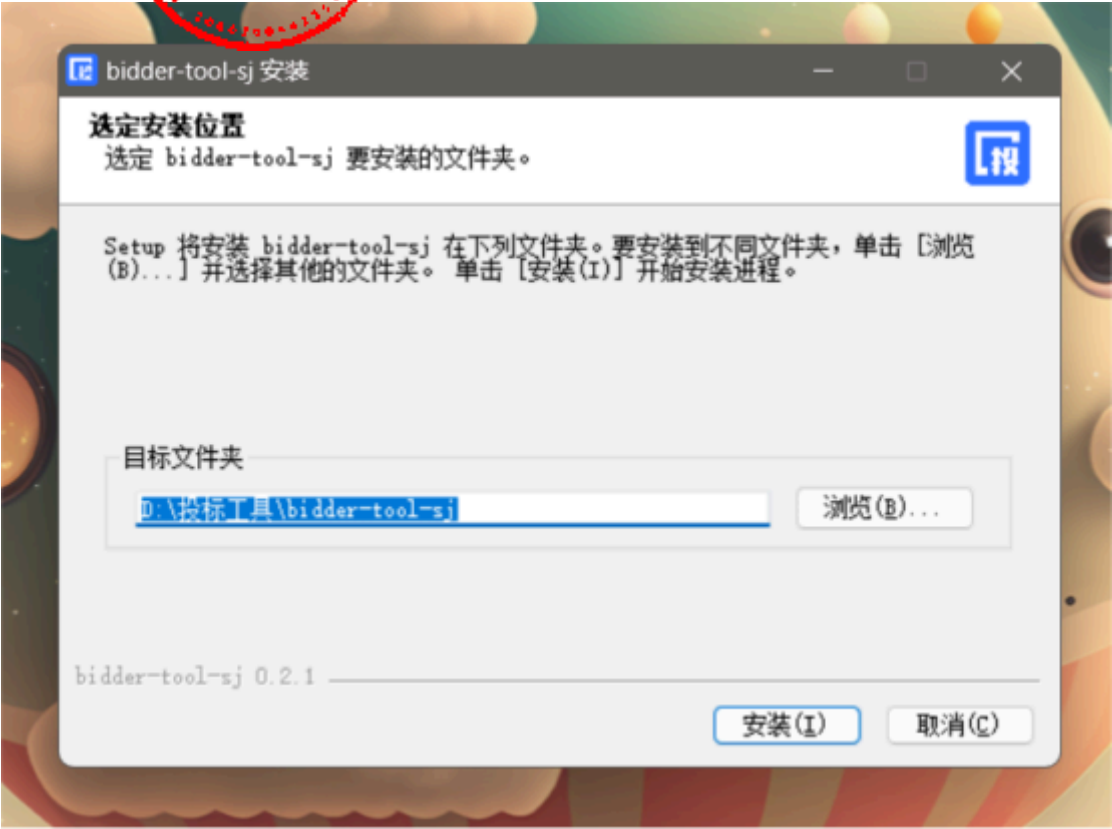 bidder-tool-sj 安装
选定安装位置
选定 bidder-tool-sj 要安装的文件夹。
投
Setup 将安装 bidder-tool-sj 在下列文件夹。要安装到不同文件夹，单击 [浏览
(B)...] 并选择其他的文件夹。 单击 [安装(I)] 开始安装进程。
目标文件夹
D:\投标工具\bidder-tool-sj
浏览(B)...
bidder-tool-sj 0.2.1
安装(I)
取消(C)